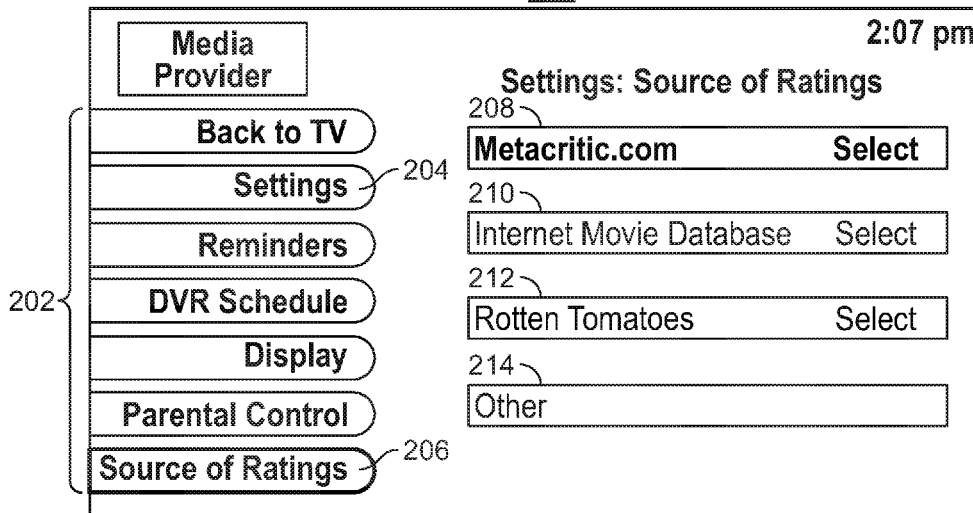 2:07 pm
Media
Provider
Settings: Source of Ratings
208
Back to TV
Metacritic.com Select
Settings
204
210
Reminders
Internet Movie Database Select
212
202
DVR Schedule
Rotten Tomatoes Select
Display
214
Parental Control
Other
Source of Ratings
206